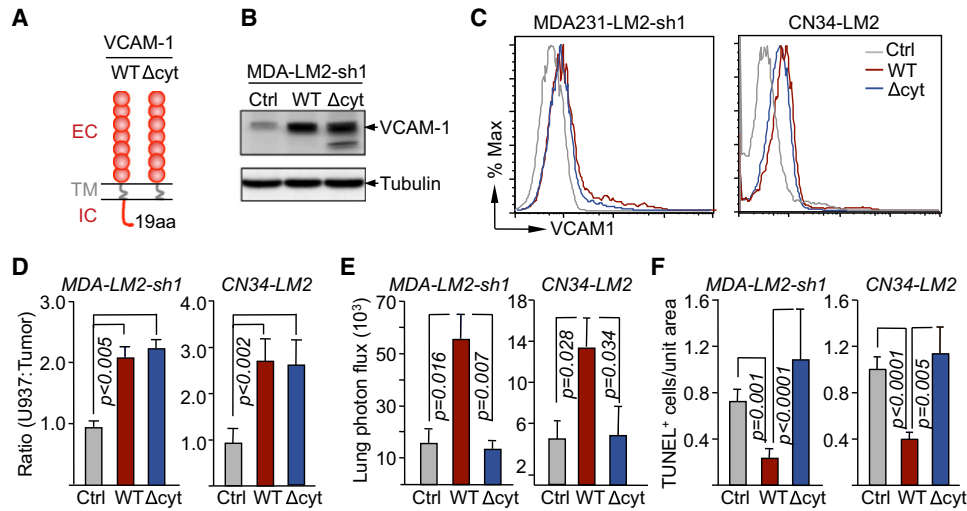 A
VCAM-1
WT Δcyt
EC
TM
IC
19aa
B
MDA-LM2-sh1
Ctrl WT Δcyt
VCAM-1
Tubulin
C
MDA231-LM2-sh1
CN34-LM2
Ctrl
WT
Δcyt
% Max
VCAM1
D
MDA-LM2-sh1
CN34-LM2
Ratio (U937:Tumor)
3.0
2.0
1.0
p<0.005
Ctrl WT Δcyt
4.0
3.0
2.0
1.0
p<0.002
Ctrl WT Δcyt
E
MDA-LM2-sh1
CN34-LM2
Lung photon flux (10³)
70
50
30
10
p=0.016
p=0.007
Ctrl WT Δcyt
18
14
10
6
2
p=0.028
p=0.034
Ctrl WT Δcyt
F
MDA-LM2-sh1
CN34-LM2
TUNEL⁺ cells/unit area
1.6
1.2
0.8
0.4
p=0.001
p<0.0001
Ctrl WT Δcyt
1.6
1.2
0.8
0.4
p<0.0001
p=0.005
Ctrl WT Δcyt